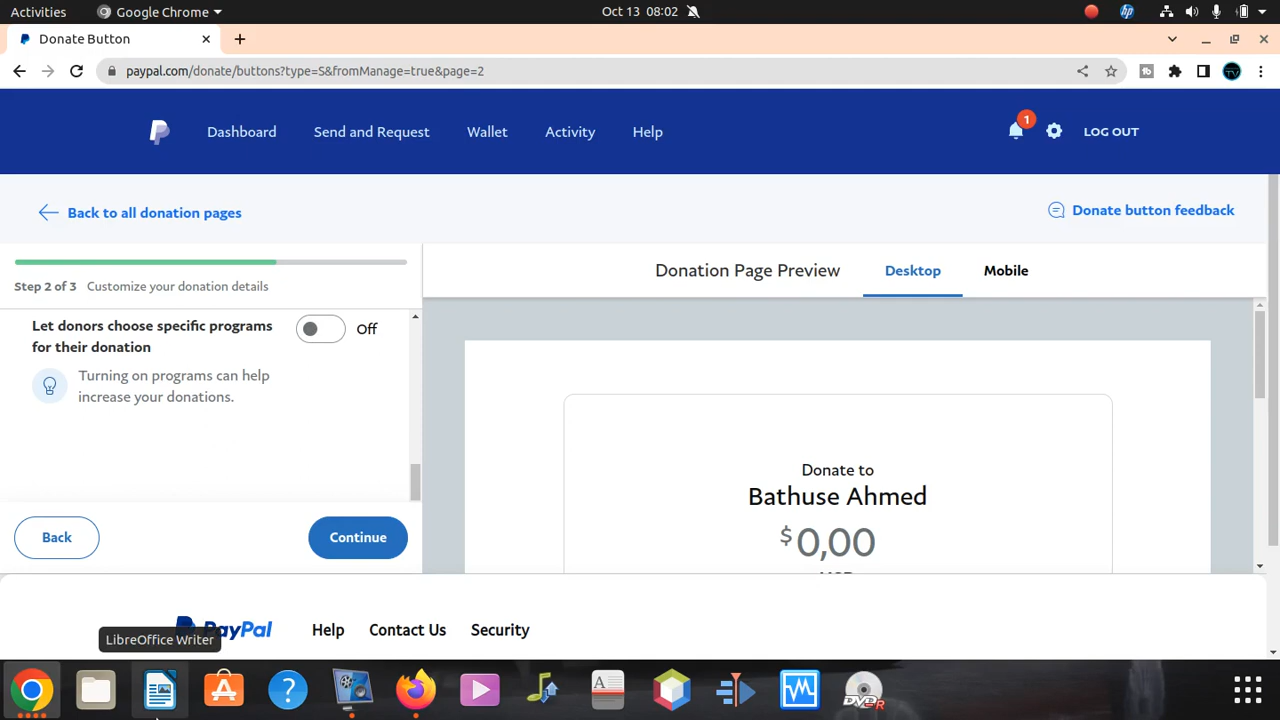 Activities Google Chrome Oct 13 08:02
Donate Button
paypal.com/donate/buttons?type=S&fromManage=true&page=2
Dashboard Send and Request Wallet Activity Help 1 LOG OUT
Back to all donation pages Donate button feedback
Step 2 of 3 Customize your donation details
Donation Page Preview Desktop Mobile
Let donors choose specific programs
for their donation
Off
Turning on programs can help
increase your donations.
Back Continue
Donate to
Bathuse Ahmed
$0,00
PayPal Help Contact Us Security
LibreOffice Writer